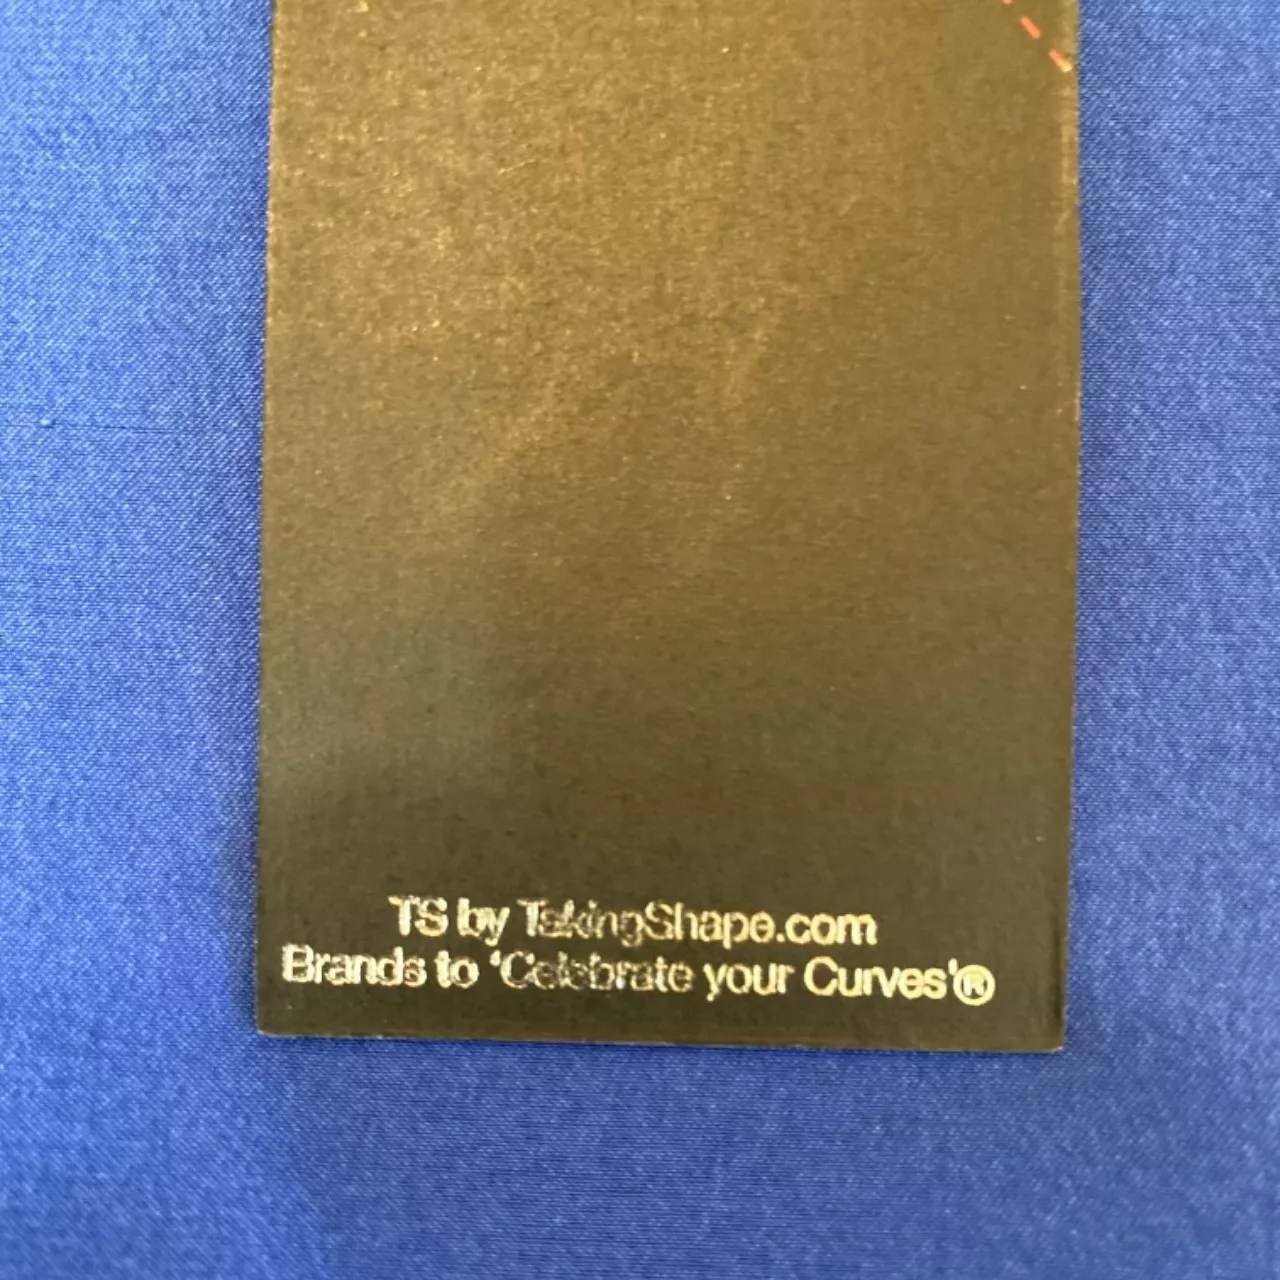 TS by TakingShape.com
Brands to ‘Celebrate your Curves’®